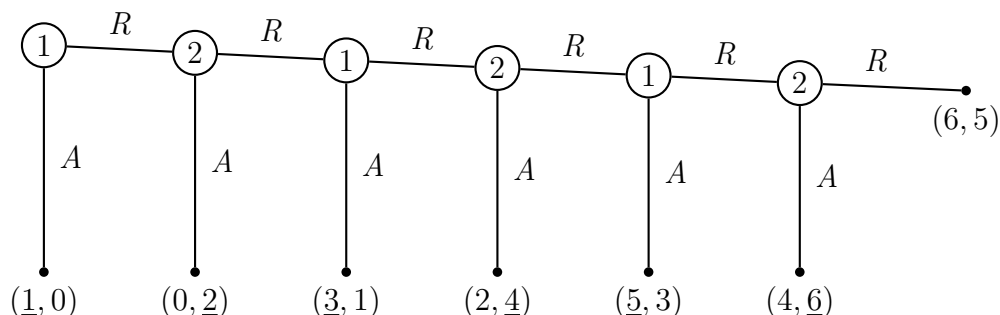 R R R R R R
1 2 1 2 1 2
(6, 5)
A A A A A A
(1, 0) (0, 2) (3, 1) (2, 4) (5, 3) (4, 6)